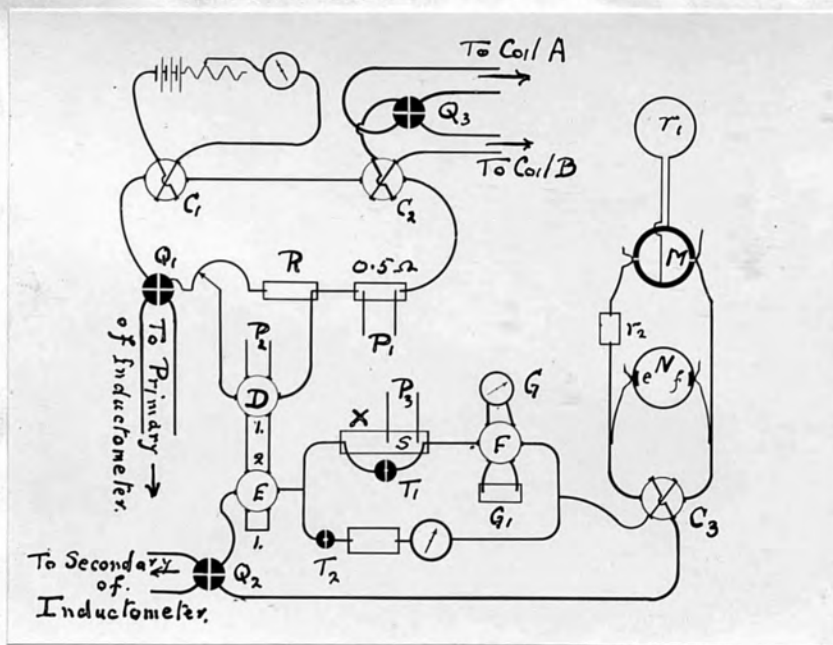 To Coil A
Q3
To Coil B
r1
C1
C2
Q1
R
0.5Ω
M
P1
r2
P2
To Primary
of Inductometer.
D
G
P3
X
S
F
e N f
1.
2
T1
E
G1
C3
1.
T2
To Secondary
of.
Inductometer.
Q2